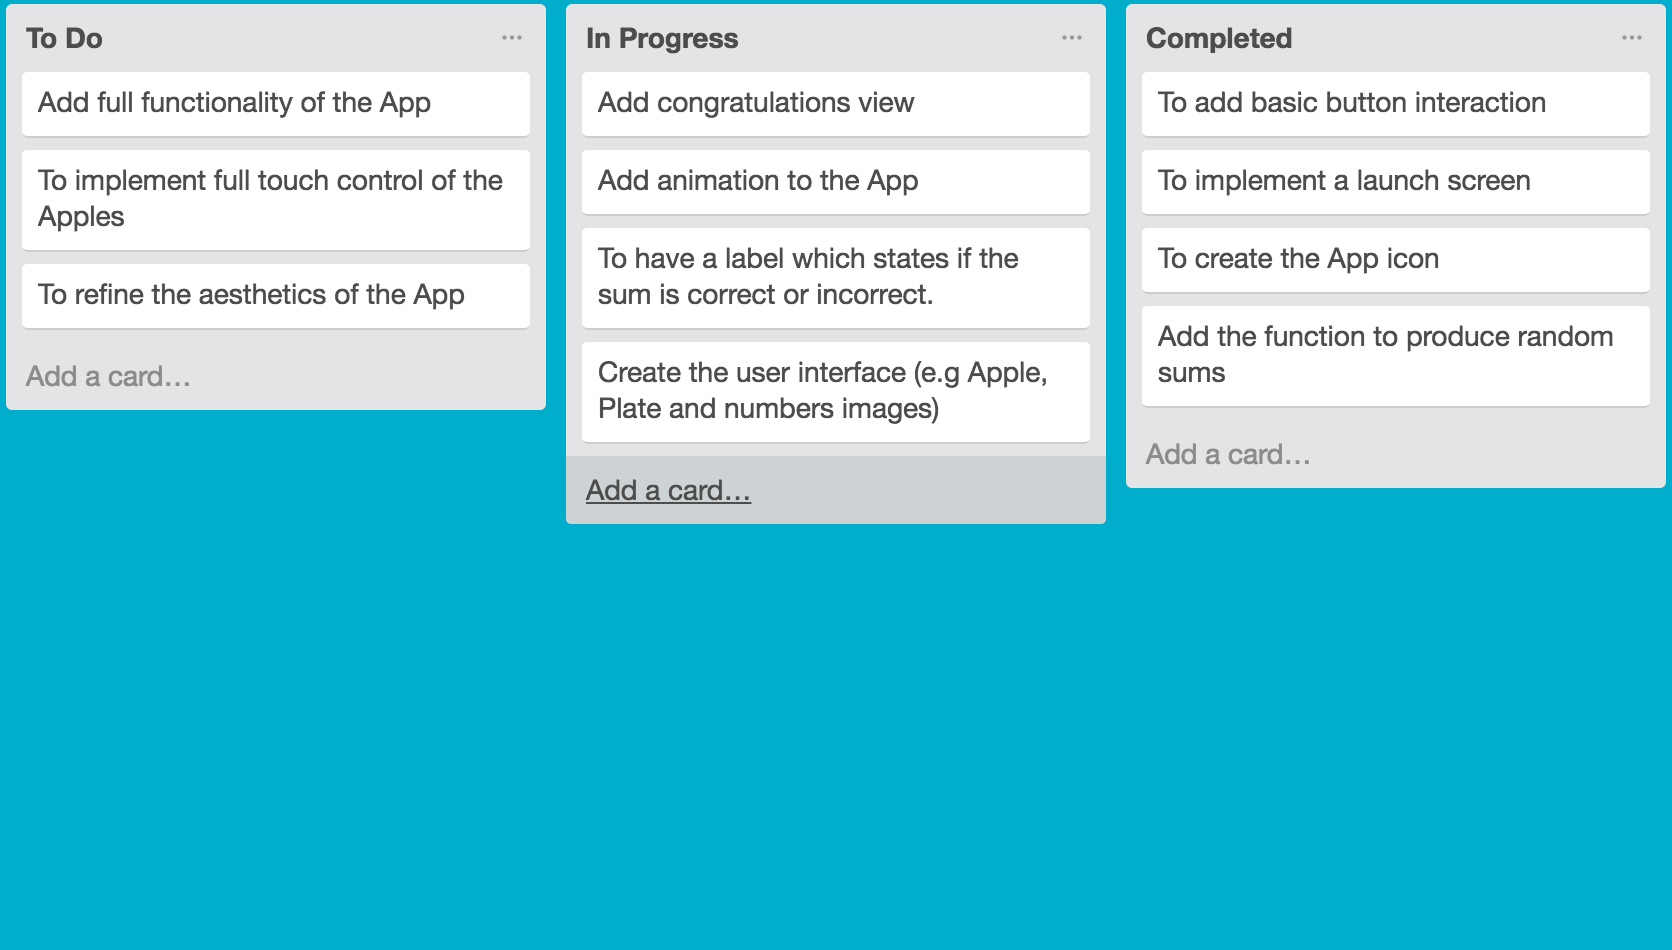 To Do
Add full functionality of the App
To implement full touch control of the
Apples
To refine the aesthetics of the App
Add a card…
In Progress
Add congratulations view
Add animation to the App
To have a label which states if the
sum is correct or incorrect.
Create the user interface (e.g Apple,
Plate and numbers images)
Add a card…
Completed
To add basic button interaction
To implement a launch screen
To create the App icon
Add the function to produce random
sums
Add a card…